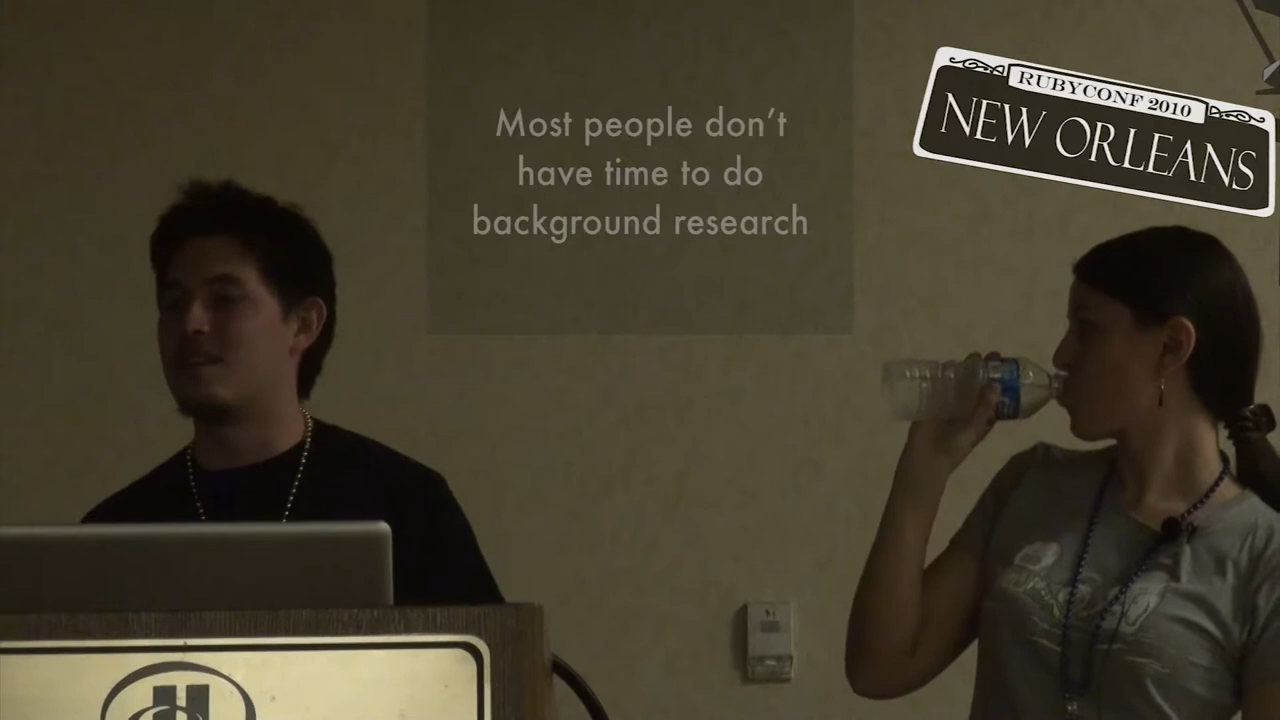 Most people don't
have time to do
background research
RUBYCONF 2010
NEW ORLEANS